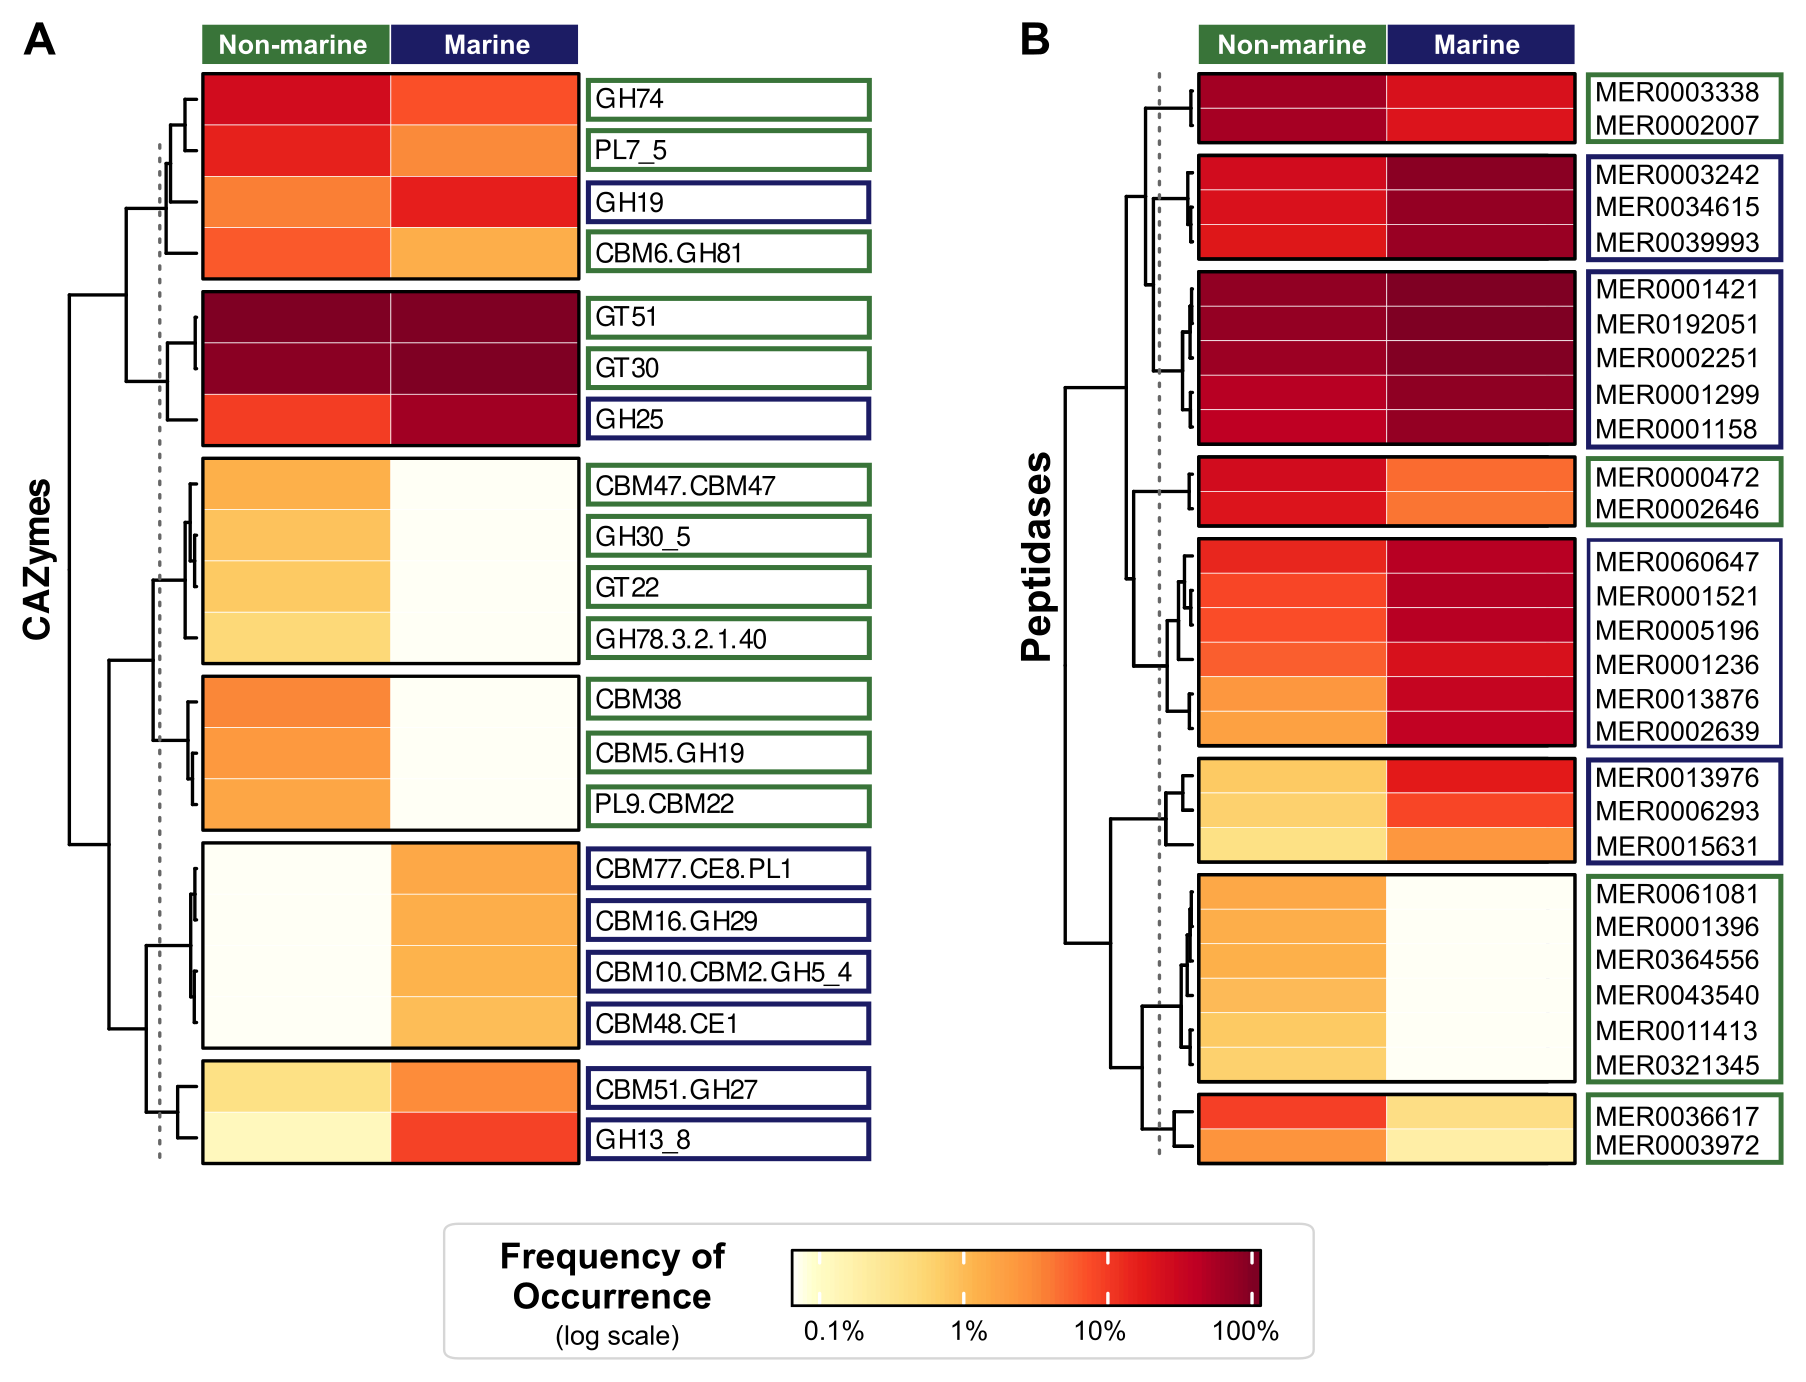 A
Non-marine
Marine
CAZymes
GH74
PL7_5
GH19
CBM6.GH81
GT51
GT30
GH25
CBM47.CBM47
GH30_5
GT22
GH78.3.2.1.40
CBM38
CBM5.GH19
PL9.CBM22
CBM77.CE8.PL1
CBM16.GH29
CBM10.CBM2.GH5_4
CBM48.CE1
CBM51.GH27
GH13_8
B
Non-marine
Marine
Peptidases
MER0003338
MER0002007
MER0003242
MER0034615
MER0039993
MER0001421
MER0192051
MER0002251
MER0001299
MER0001158
MER0000472
MER0002646
MER0060647
MER0001521
MER0005196
MER0001236
MER0013876
MER0002639
MER0013976
MER0006293
MER0015631
MER0061081
MER0001396
MER0364556
MER0043540
MER0011413
MER0321345
MER0036617
MER0003972
Frequency of
Occurrence
(log scale)
0.1%
1%
10%
100%